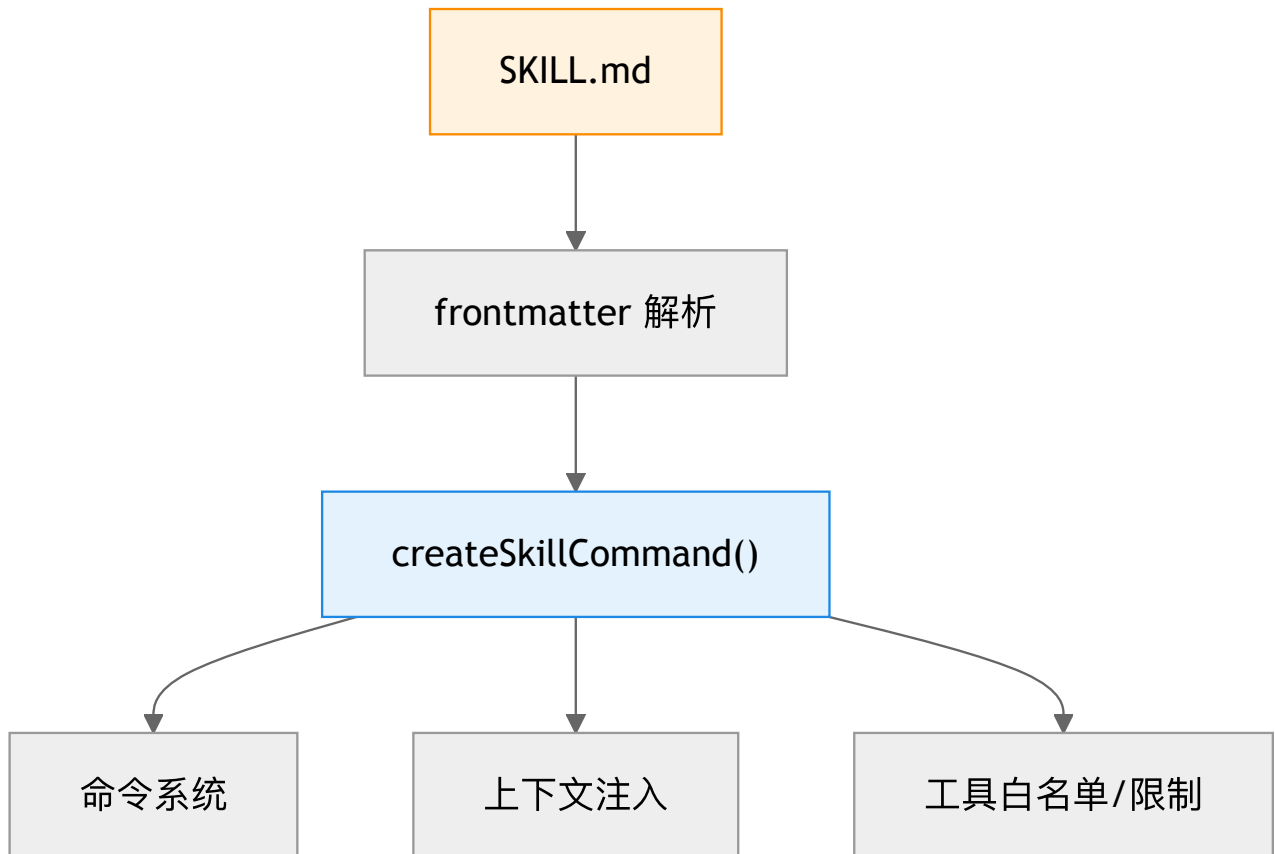 SKILL.md
frontmatter 解析
createSkillCommand()
命令系统
上下文注入
工具白名单/限制